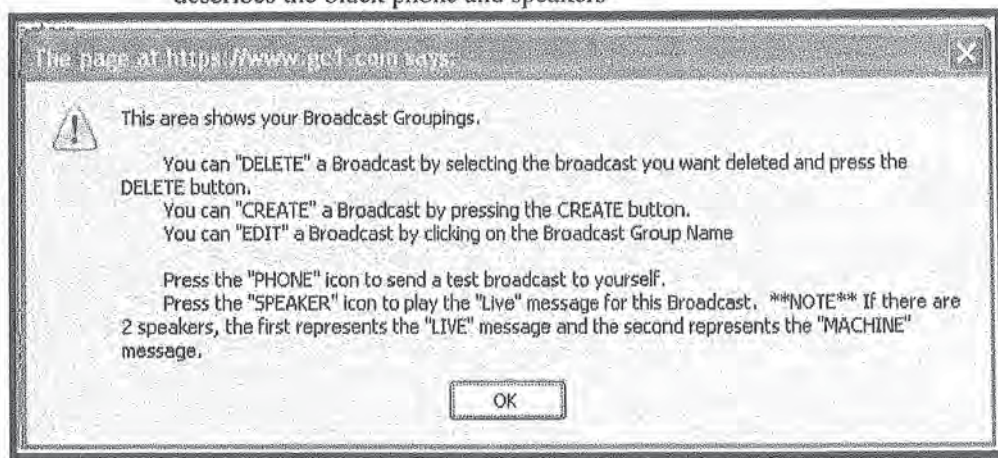 describes the black phone and speakers
The page at https://www.gc1.com says:
This area shows your Broadcast Groupings.
You can "DELETE" a Broadcast by selecting the broadcast you want deleted and press the
DELETE button.
You can "CREATE" a Broadcast by pressing the CREATE button.
You can "EDIT" a Broadcast by clicking on the Broadcast Group Name
Press the "PHONE" icon to send a test broadcast to yourself.
Press the "SPEAKER" icon to play the "Live" message for this Broadcast. **NOTE** If there are
2 speakers, the first represents the "LIVE" message and the second represents the "MACHINE"
message.
OK